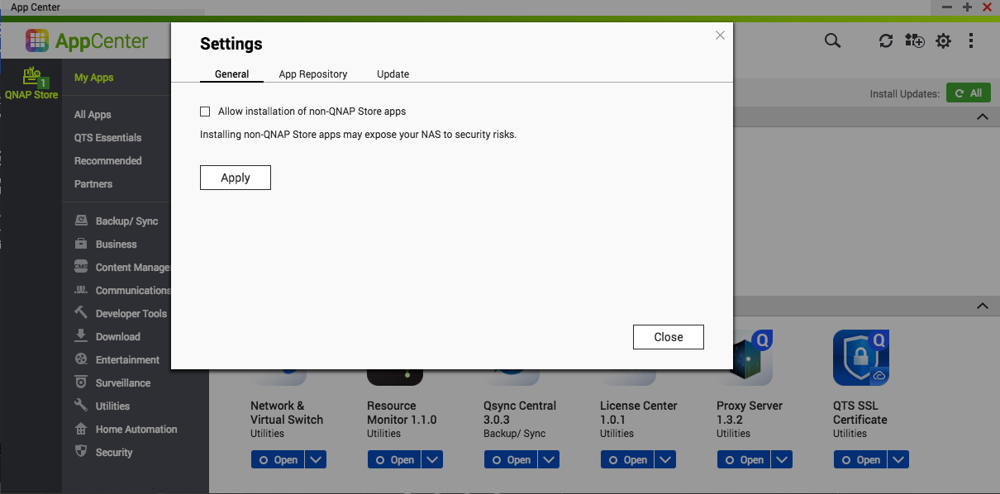 App Center
AppCenter
1
QNAP Store
My Apps
All Apps
QTS Essentials
Recommended
Partners
Backup/ Sync
Business
CMS
Content Manage
Communications
Developer Tools
Download
Entertainment
Surveillance
Utilities
Home Automation
Security
Settings
General App Repository Update
Allow installation of non-QNAP Store apps
Installing non-QNAP Store apps may expose your NAS to security risks.
Apply
Close
Install Updates: All
Q
Q
Network &
Virtual Switch
Utilities
Open
Resource
Monitor 1.1.0
Utilities
Open
Qsync Central
3.0.3
Backup/ Sync
Open
License Center
1.0.1
Utilities
Open
Proxy Server
1.3.2
Utilities
Open
QTS SSL
Certificate
Utilities
Open